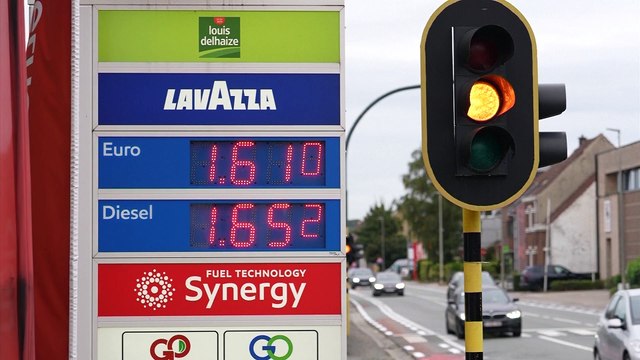 louis
delhaize
LAVAZZA
Euro 1.610
Diesel 1.652
FUEL TECHNOLOGY
Synergy
GO GO